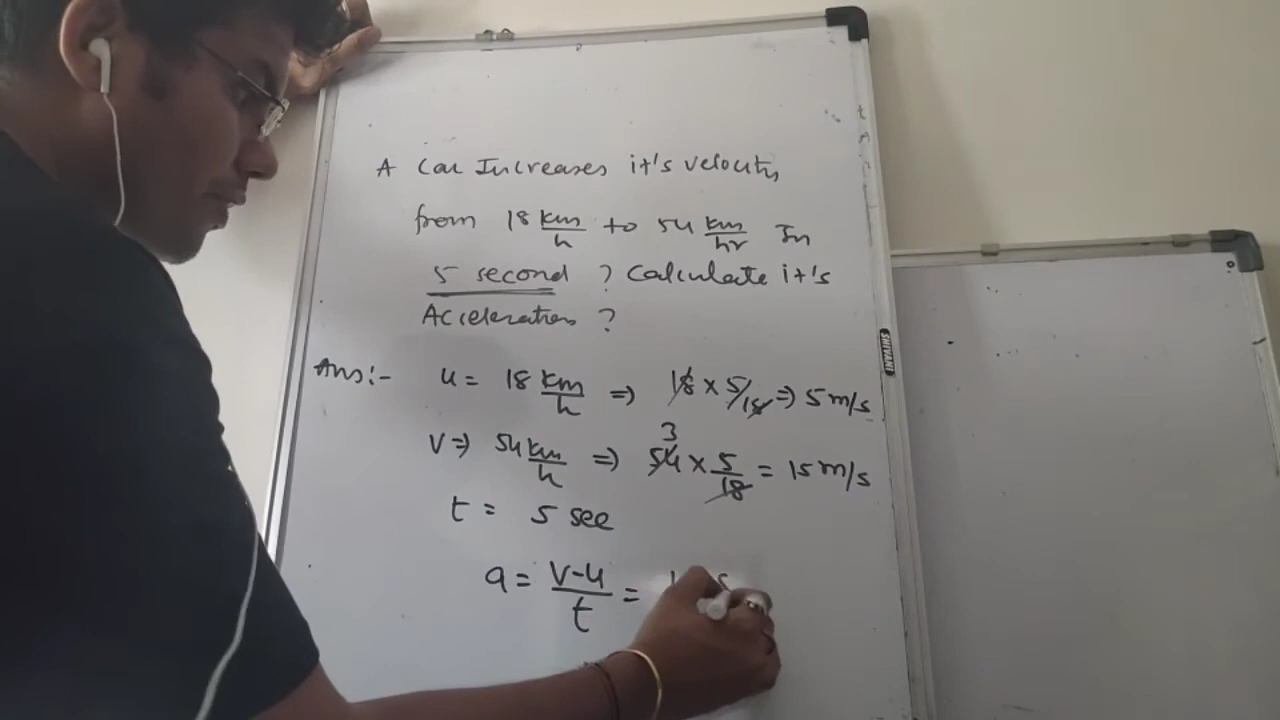 A Car Increases it's velocity
from 18 km/h to 54 km/hr In
5 second ? Calculate it's
Acceleration ?
Ans:- u = 18 km/h => 18 x 5/18 => 5 m/s
3
V => 54 km/h => 54 x 5/18 = 15 m/s
t = 5 sec
a = v-u/t =
SHIVANI